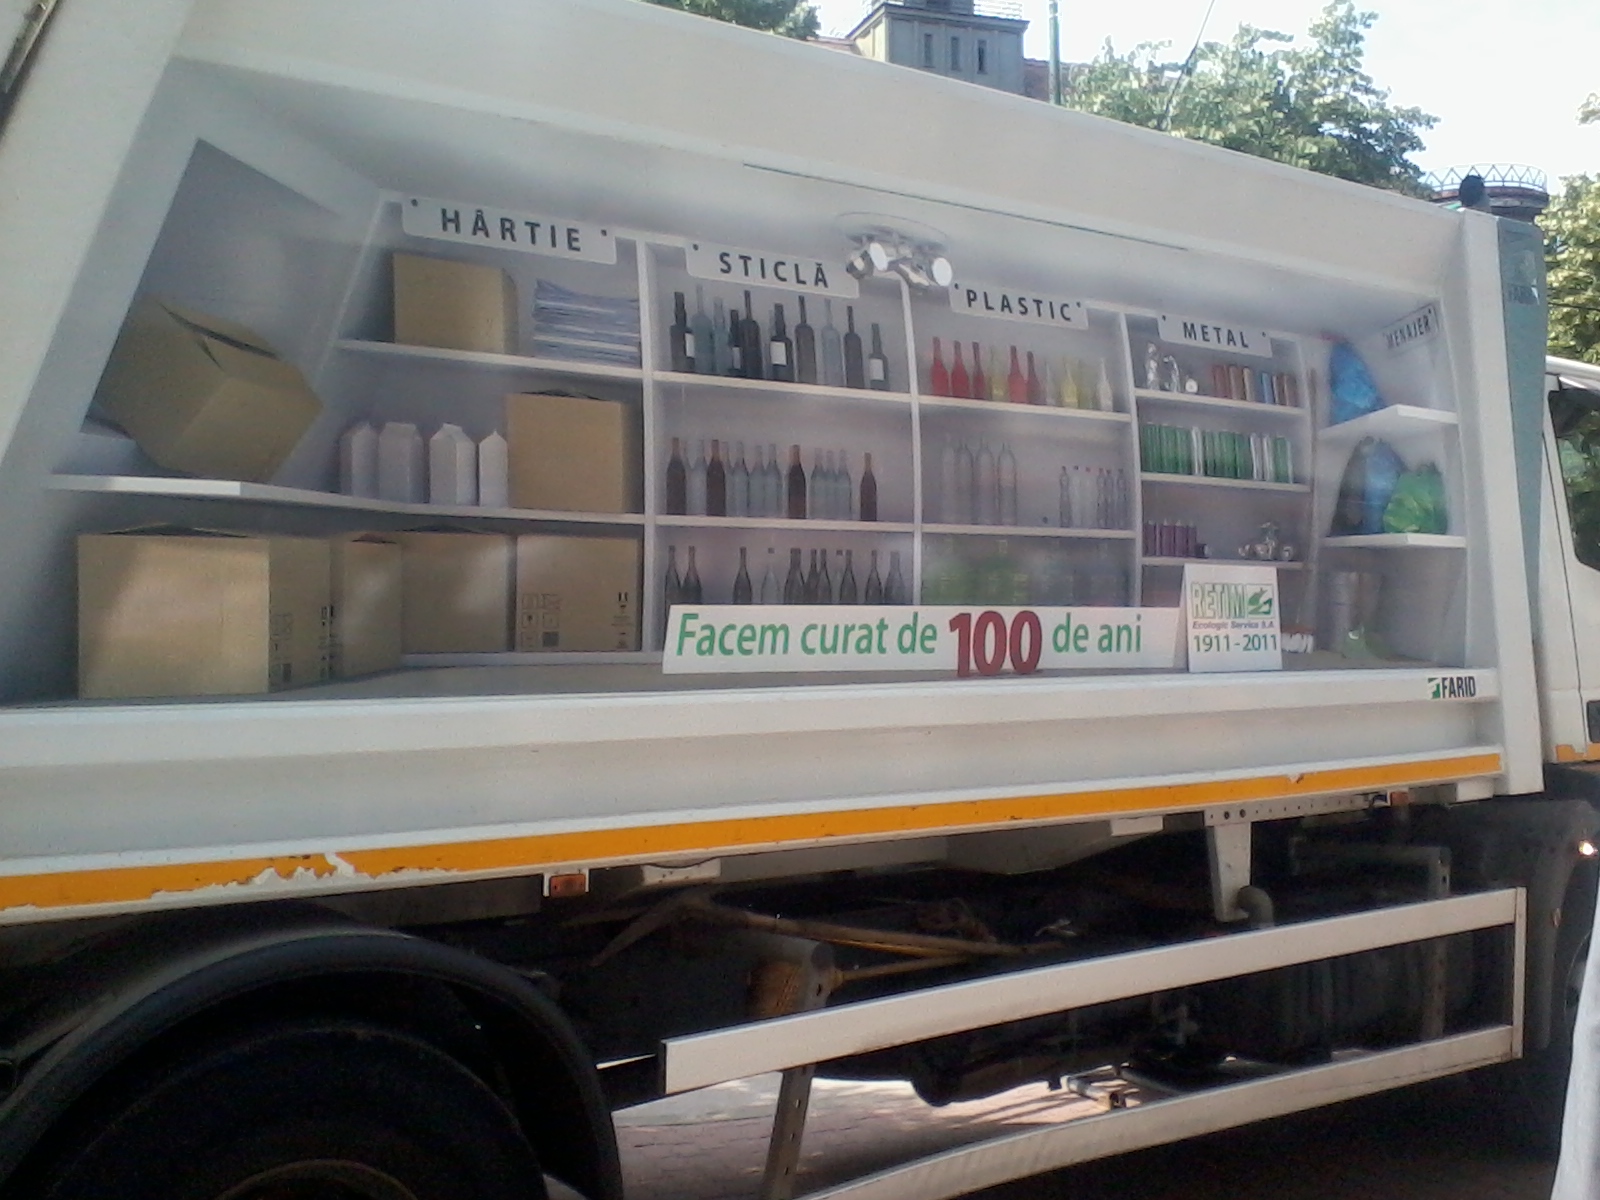 HÂRTIE
STICLĂ
PLASTIC
METAL
MENAJER
Facem curat de 100 de ani
RETIM
Ecologic Service S.A
1911-2011
FARID
FARID